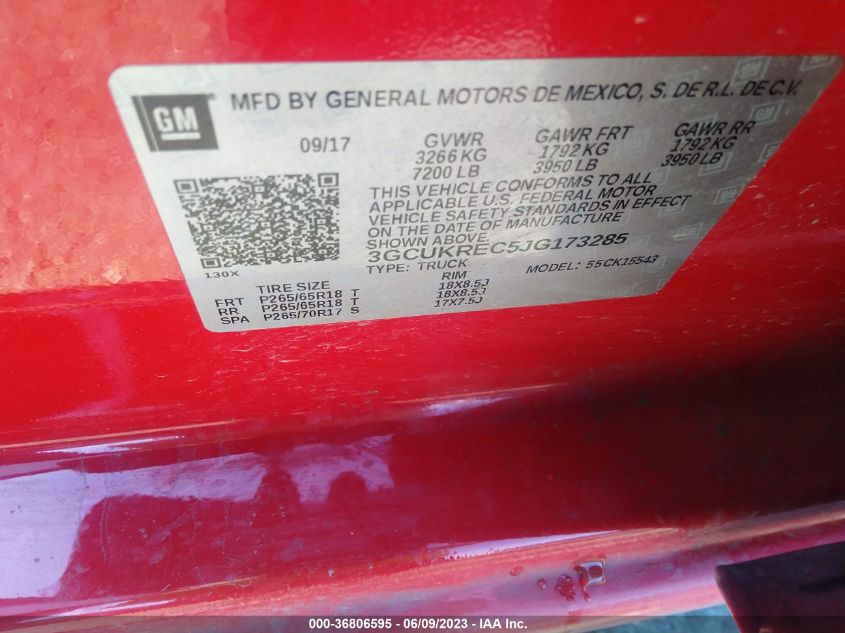 GM
MFD BY GENERAL MOTORS DE MEXICO, S. DE R.L. DE C.V.
09/17 GVWR GAWR FRT GAWR RR
3266 KG 1792 KG 1792 KG
7200 LB 3950 LB 3950 LB
THIS VEHICLE CONFORMS TO ALL
APPLICABLE U.S. FEDERAL MOTOR
VEHICLE SAFETY STANDARDS IN EFFECT
ON THE DATE OF MANUFACTURE
SHOWN ABOVE.
3GCUKREC5JG173285
130X
TYPE: TRUCK MODEL: 55CK15543
TIRE SIZE RIM
FRT P265/65R18 T 18X8.5J
RR P265/65R18 T 18X8.5J
SPA P265/70R17 S 17X7.5J
000-36806595 - 06/09/2023 - IAA Inc.